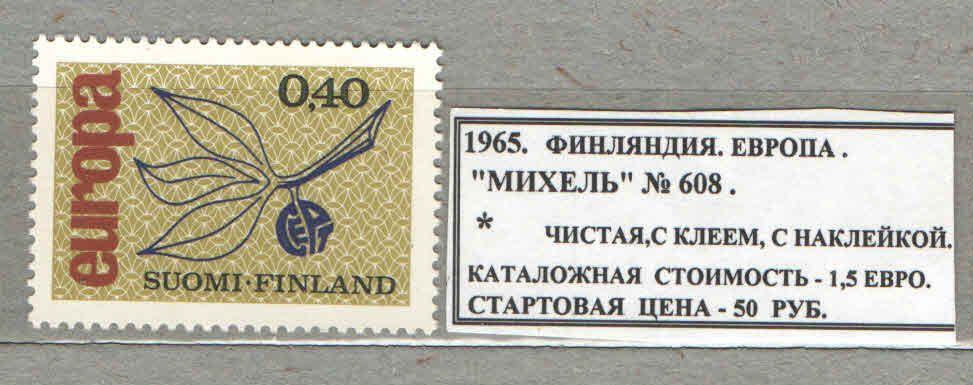 europa
0,40
SUOMI·FINLAND
1965. ФИНЛЯНДИЯ. ЕВРОПА .
"МИХЕЛЬ" № 608 .
* ЧИСТАЯ,С КЛЕЕМ, С НАКЛЕЙКОЙ.
КАТАЛОЖНАЯ СТОИМОСТЬ - 1,5 ЕВРО.
СТАРТОВАЯ ЦЕНА - 50 РУБ.